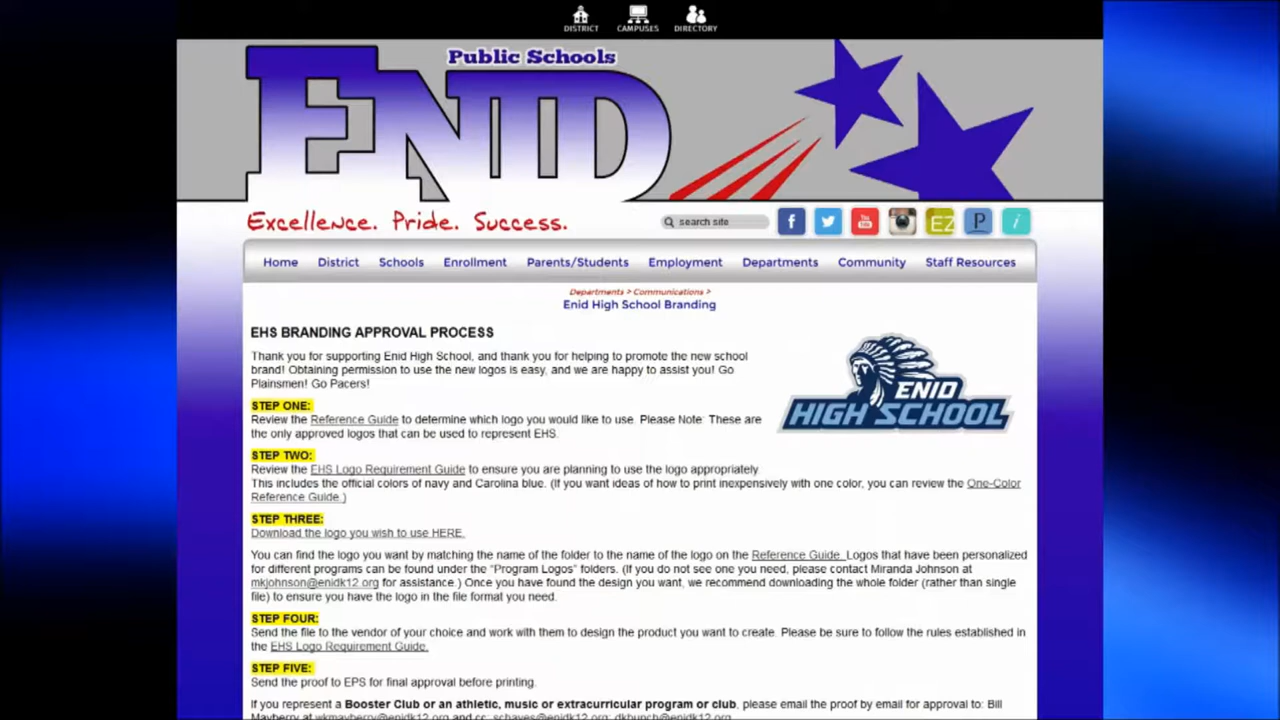 DISTRICT CAMPUSES DIRECTORY
Public Schools
ENID
Excellence. Pride. Success.
search site
f You Tube EZ P i
Home District Schools Enrollment Parents/Students Employment Departments Community Staff Resources
Departments > Communications >
Enid High School Branding
EHS BRANDING APPROVAL PROCESS
Thank you for supporting Enid High School, and thank you for helping to promote the new school
brand! Obtaining permission to use the new logos is easy, and we are happy to assist you! Go
Plainsmen! Go Pacers!
ENID
HIGH SCHOOL
STEP ONE:
Review the Reference Guide to determine which logo you would like to use. Please Note: These are
the only approved logos that can be used to represent EHS.
STEP TWO:
Review the EHS Logo Requirement Guide to ensure you are planning to use the logo appropriately.
This includes the official colors of navy and Carolina blue. (If you want ideas of how to print inexpensively with one color, you can review the One-Color
Reference Guide.)
STEP THREE:
Download the logo you wish to use HERE.
You can find the logo you want by matching the name of the folder to the name of the logo on the Reference Guide. Logos that have been personalized
for different programs can be found under the "Program Logos" folders. (If you do not see one you need, please contact Miranda Johnson at
mkjohnson@enidk12.org for assistance.) Once you have found the design you want, we recommend downloading the whole folder (rather than single
file) to ensure you have the logo in the file format you need.
STEP FOUR:
Send the file to the vendor of your choice and work with them to design the product you want to create. Please be sure to follow the rules established in
the EHS Logo Requirement Guide.
STEP FIVE:
Send the proof to EPS for final approval before printing.
If you represent a Booster Club or an athletic, music or extracurricular program or club, please email the proof by email for approval to: Bill
Mayberry at wkmayberry@enidk12.org and cc: schayes@enidk12.org; dkbunch@enidk12.org